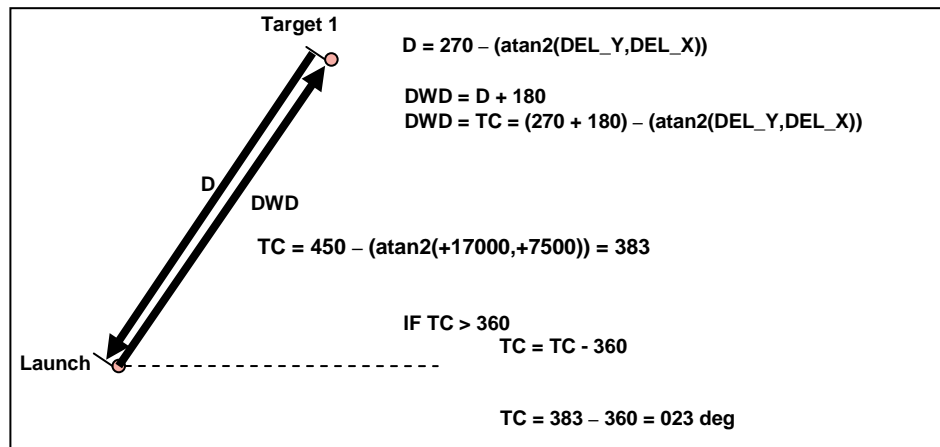 Target 1
D = 270 – (atan2(DEL_Y,DEL_X))
DWD = D + 180
DWD = TC = (270 + 180) – (atan2(DEL_Y,DEL_X))
D
DWD
TC = 450 – (atan2(+17000,+7500)) = 383
IF TC > 360
TC = TC - 360
Launch
TC = 383 – 360 = 023 deg